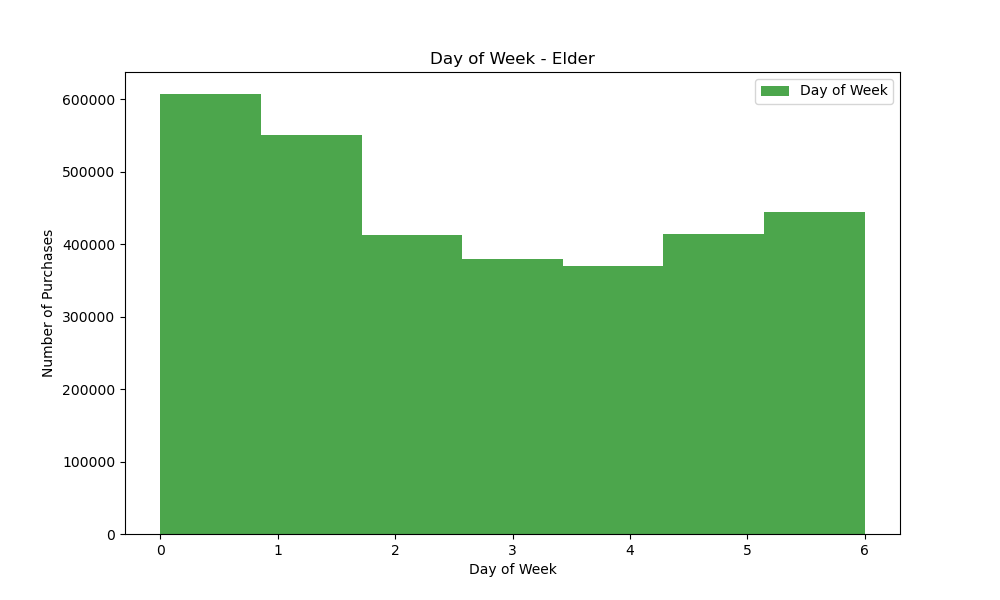 Day of Week - Elder
Day of Week
600000
500000
400000
300000
200000
100000
0
Number of Purchases
0 1 2 3 4 5 6
Day of Week